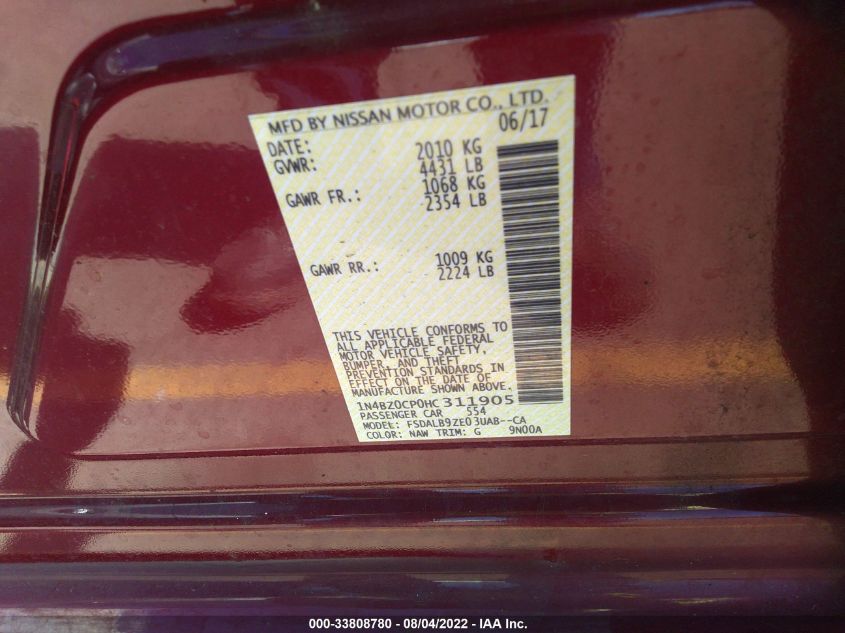 MFD BY NISSAN MOTOR CO., LTD.
DATE: 06/17
GVWR: 2010 KG
4431 LB
GAWR FR.: 1068 KG
2354 LB
GAWR RR.: 1009 KG
2224 LB
THIS VEHICLE CONFORMS TO
ALL APPLICABLE FEDERAL
MOTOR VEHICLE SAFETY,
BUMPER, AND THEFT
PREVENTION STANDARDS IN
EFFECT ON THE DATE OF
MANUFACTURE SHOWN ABOVE.
1N4BZ0CP0HC311905
PASSENGER CAR 554
MODEL: FSDALB9ZE03UAB--CA
COLOR: NAW TRIM: G 9N00A
000-33808780 - 08/04/2022 - IAA Inc.